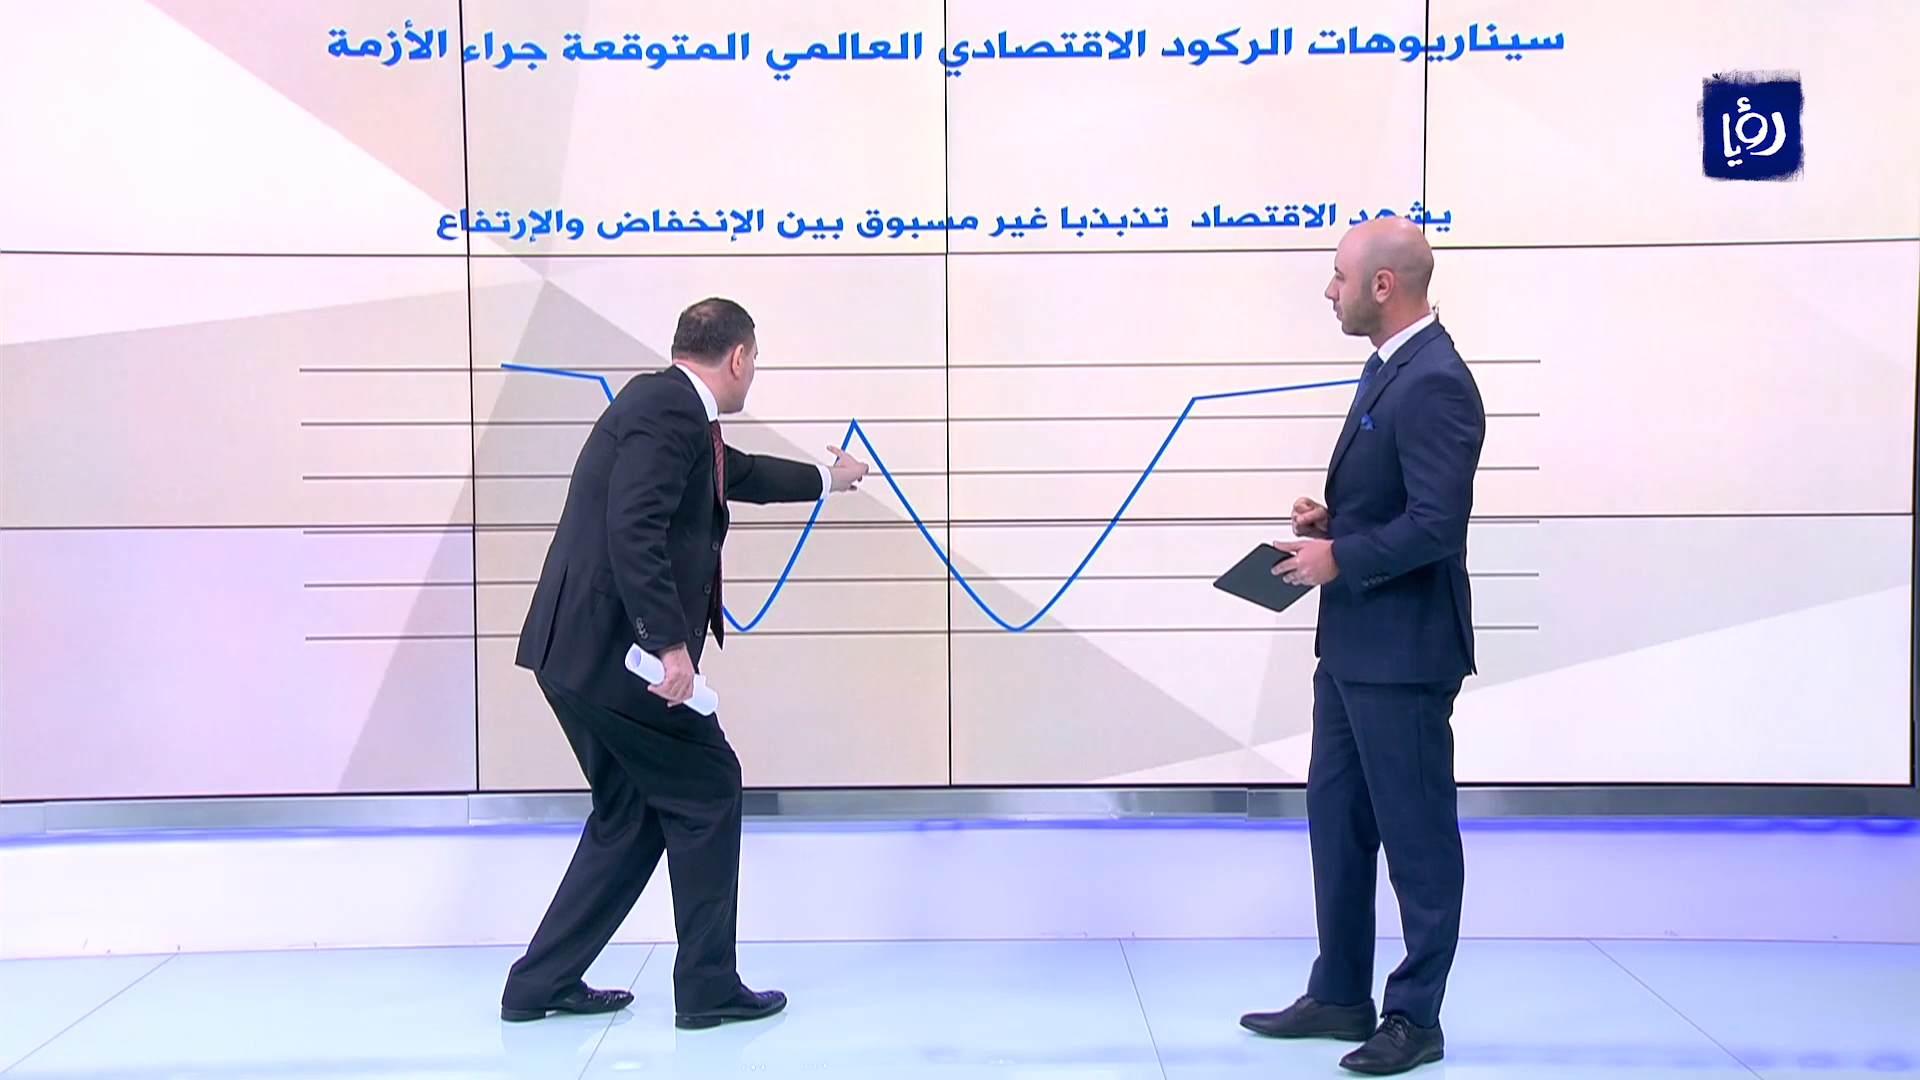 سيناريوهات الركود الاقتصادي العالمي المتوقعة جراء الأزمة
رؤيا
يشهد الاقتصاد تذبذبا غير مسبوق بين الإنخفاض والإرتفاع